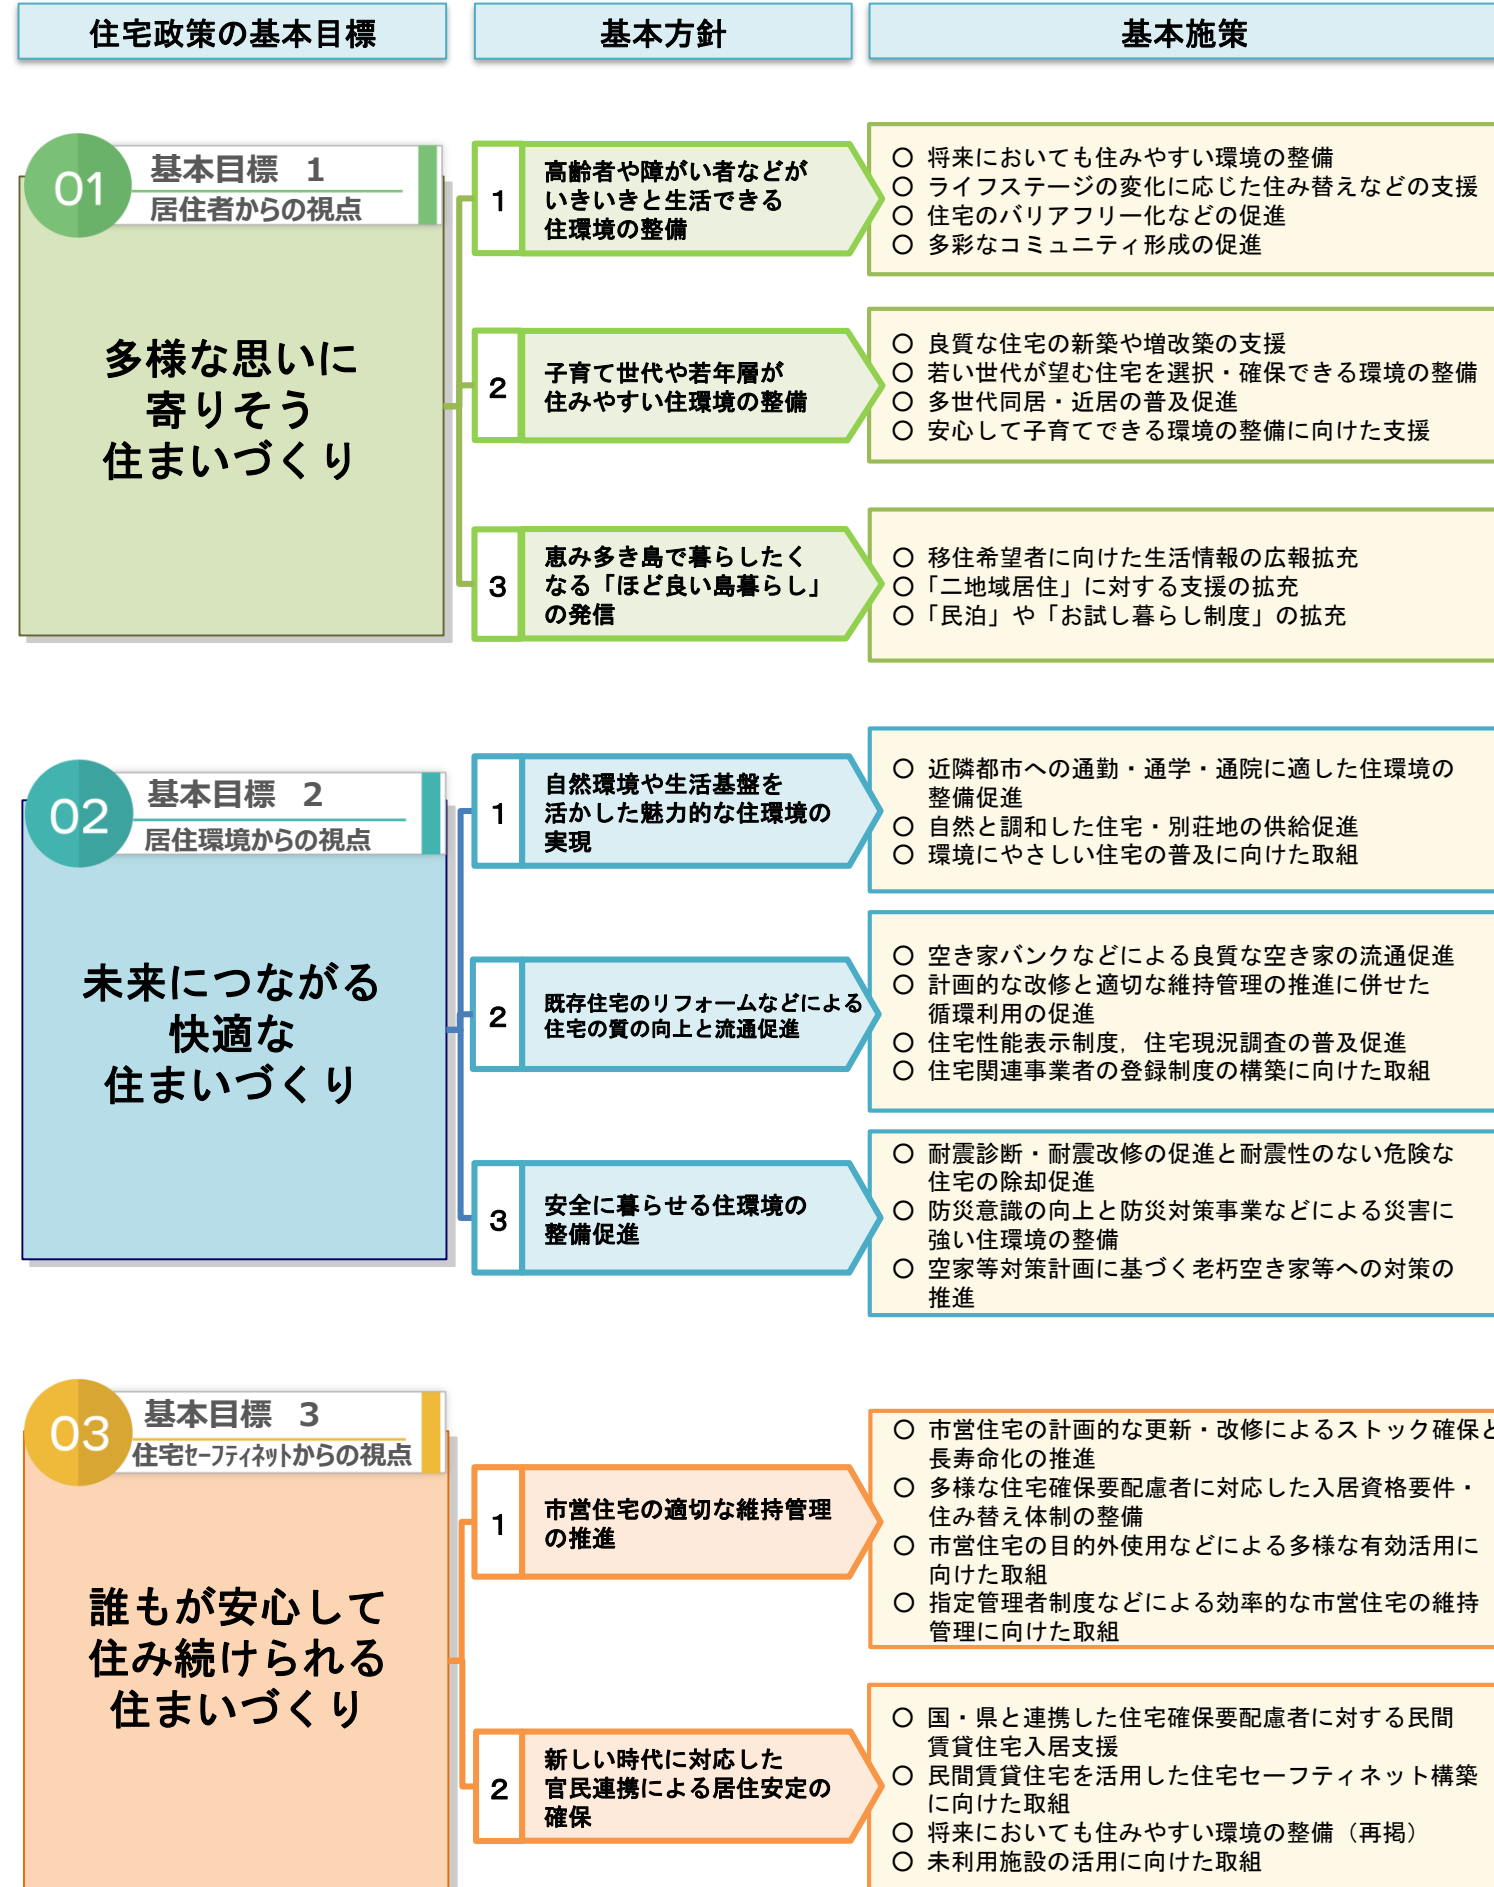 住宅政策の基本目標
基本方針
基本施策
01
基本目標 1
居住者からの視点
多様な思いに
寄りそう
住まいづくり
1
高齢者や障がい者などが
いきいきと生活できる
住環境の整備
○ 将来においても住みやすい環境の整備
○ ライフステージの変化に応じた住み替えなどの支援
○ 住宅のバリアフリー化などの促進
○ 多彩なコミュニティ形成の促進
2
子育て世代や若年層が
住みやすい住環境の整備
○ 良質な住宅の新築や増改築の支援
○ 若い世代が望む住宅を選択・確保できる環境の整備
○ 多世代同居・近居の普及促進
○ 安心して子育てできる環境の整備に向けた支援
3
恵み多き島で暮らしたく
なる「ほど良い島暮らし」
の発信
○ 移住希望者に向けた生活情報の広報拡充
○「二地域居住」に対する支援の拡充
○「民泊」や「お試し暮らし制度」の拡充
02
基本目標 2
居住環境からの視点
未来につながる
快適な
住まいづくり
1
自然環境や生活基盤を
活かした魅力的な住環境の
実現
○ 近隣都市への通勤・通学・通院に適した住環境の
整備促進
○ 自然と調和した住宅・別荘地の供給促進
○ 環境にやさしい住宅の普及に向けた取組
2
既存住宅のリフォームなどによる
住宅の質の向上と流通促進
○ 空き家バンクなどによる良質な空き家の流通促進
○ 計画的な改修と適切な維持管理の推進に併せた
循環利用の促進
○ 住宅性能表示制度，住宅現況調査の普及促進
○ 住宅関連事業者の登録制度の構築に向けた取組
3
安全に暮らせる住環境の
整備促進
○ 耐震診断・耐震改修の促進と耐震性のない危険な
住宅の除却促進
○ 防災意識の向上と防災対策事業などによる災害に
強い住環境の整備
○ 空家等対策計画に基づく老朽空き家等への対策の
推進
03
基本目標 3
住宅ｾｰﾌﾃｨﾈｯﾄからの視点
誰もが安心して
住み続けられる
住まいづくり
1
市営住宅の適切な維持管理
の推進
○ 市営住宅の計画的な更新・改修によるストック確保と
長寿命化の推進
○ 多様な住宅確保要配慮者に対応した入居資格要件・
住み替え体制の整備
○ 市営住宅の目的外使用などによる多様な有効活用に
向けた取組
○ 指定管理者制度などによる効率的な市営住宅の維持
管理に向けた取組
2
新しい時代に対応した
官民連携による居住安定の
確保
○ 国・県と連携した住宅確保要配慮者に対する民間
賃貸住宅入居支援
○ 民間賃貸住宅を活用した住宅セーフティネット構築
に向けた取組
○ 将来においても住みやすい環境の整備（再掲）
○ 未利用施設の活用に向けた取組